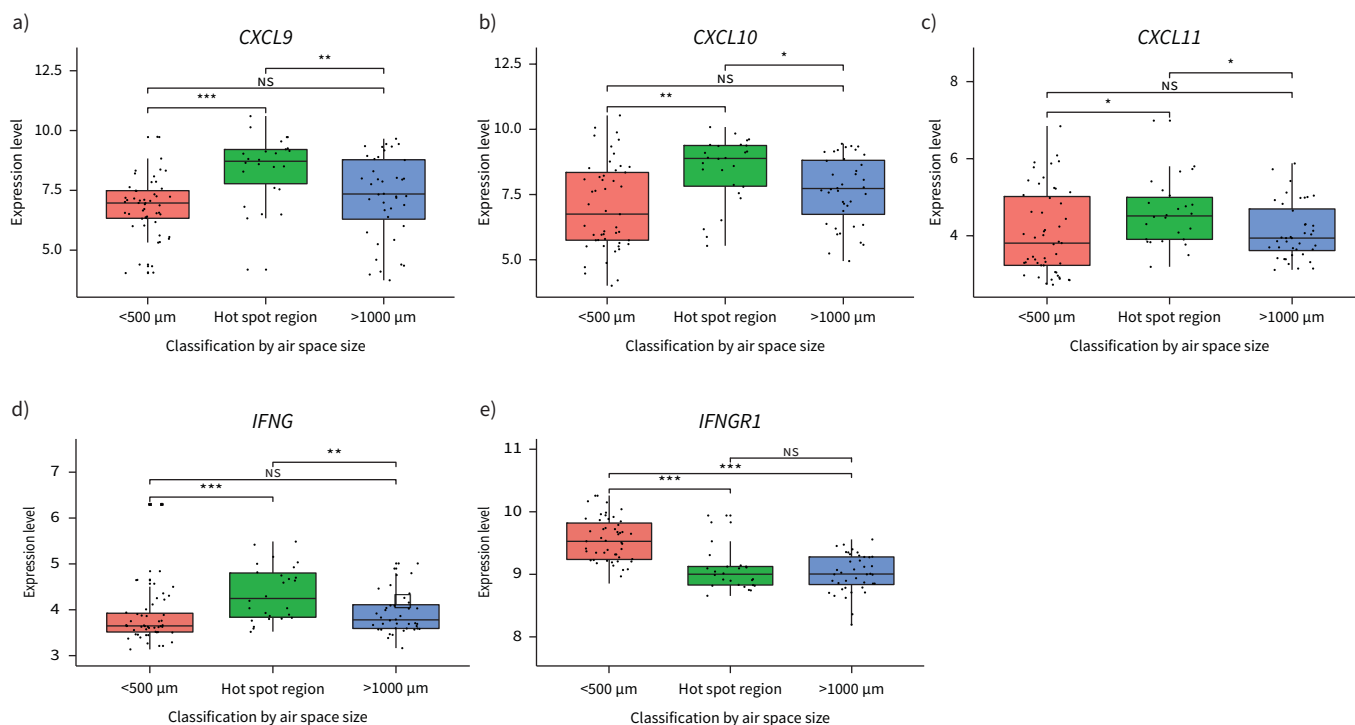 a)
CXCL9
12.5
10.0
7.5
5.0
Expression level
**
NS
***
<500 µm
Hot spot region
>1000 µm
Classification by air space size
b)
CXCL10
12.5
10.0
7.5
5.0
Expression level
*
NS
**
<500 µm
Hot spot region
>1000 µm
Classification by air space size
c)
CXCL11
8
6
4
Expression level
*
NS
*
<500 µm
Hot spot region
>1000 µm
Classification by air space size
d)
IFNG
7
6
5
4
3
Expression level
**
NS
***
<500 µm
Hot spot region
>1000 µm
Classification by air space size
e)
IFNGR1
11
10
9
8
Expression level
NS
***
***
<500 µm
Hot spot region
>1000 µm
Classification by air space size